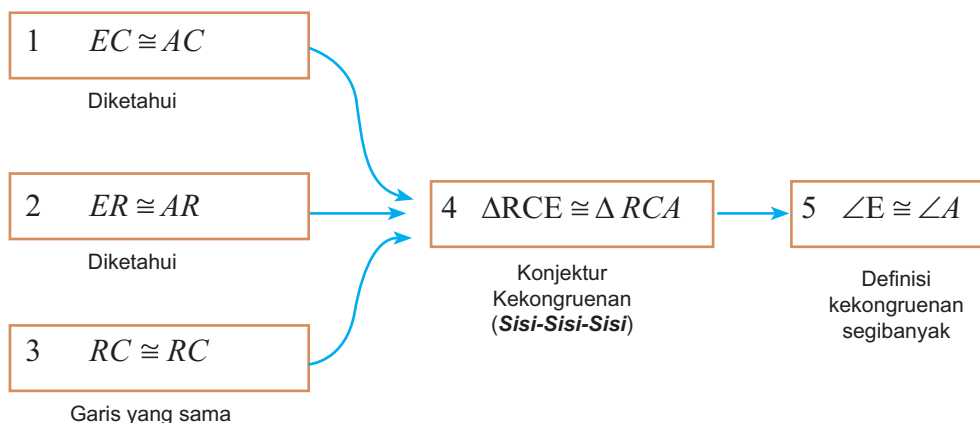 1 EC ≅ AC
Diketahui
2 ER ≅ AR
Diketahui
3 RC ≅ RC
Garis yang sama
4 ΔRCE ≅ Δ RCA
Konjektur
Kekongruenan
(Sisi-Sisi-Sisi)
5 ∠E ≅ ∠A
Definisi
kekongruenan
segibanyak